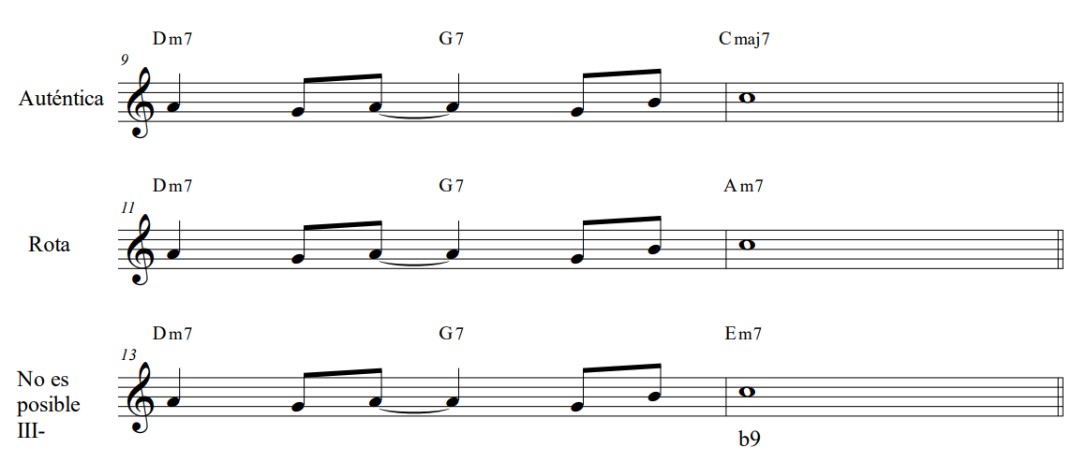 Dm7 G7 Cmaj7
9
Auténtica
Dm7 G7 Am7
11
Rota
Dm7 G7 Em7
13
No es
posible
III-
b9